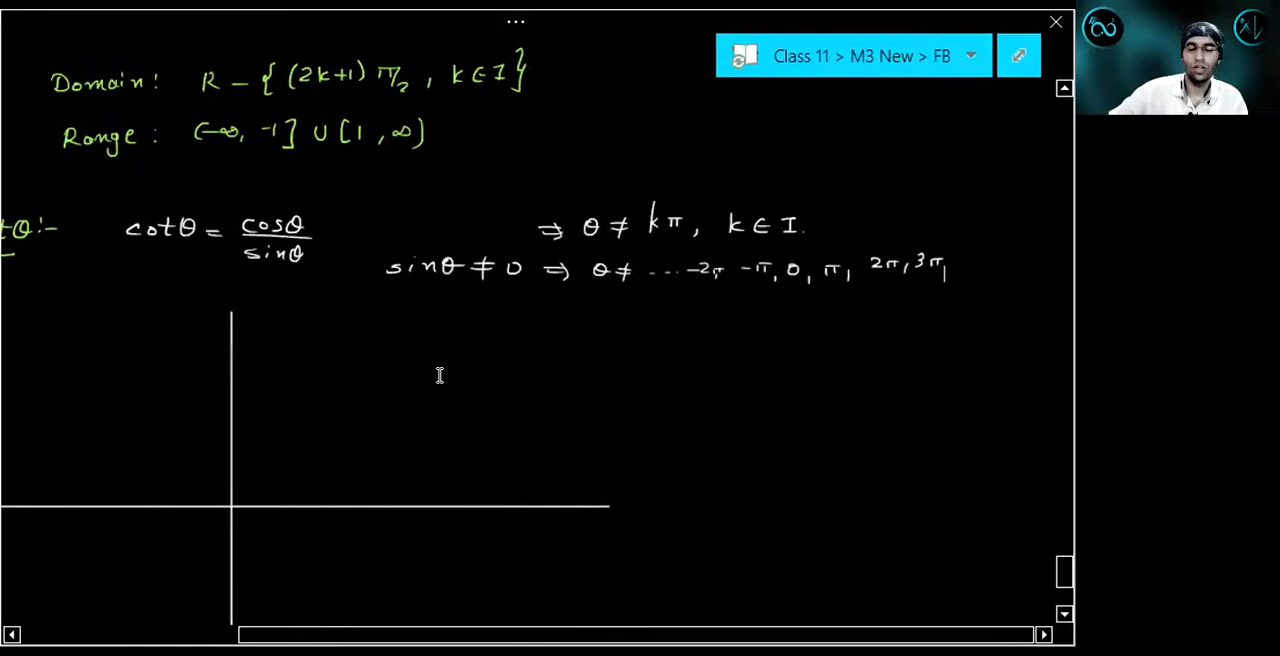 ...
Class 11 > M3 New > FB
Domain: R - { (2k+1) π/2 , k ∈ I }
Range : (-∞, -1] ∪ [1 , ∞)
tθ :- cotθ = cosθ / sinθ
⇒ θ ≠ kπ, k ∈ I.
sinθ ≠ 0 ⇒ θ ≠ ... -2π, -π, 0, π, 2π, 3π,